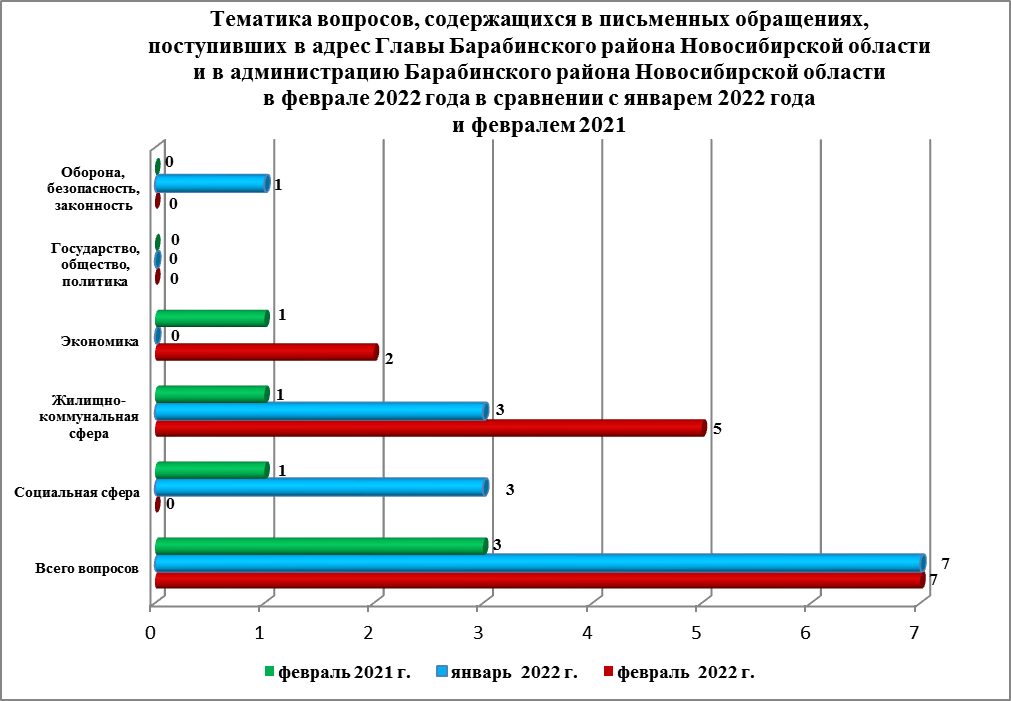 Тематика вопросов, содержащихся в письменных обращениях,
поступивших в адрес Главы Барабинского района Новосибирской области
и в администрацию Барабинского района Новосибирской области
в феврале 2022 года в сравнении с январем 2022 года
и февралем 2021
Оборона,
безопасность,
законность
0
1
0
Государство,
общество,
политика
0
0
0
Экономика
1
0
2
Жилищно-
коммунальная
сфера
1
3
5
Социальная сфера
1
3
0
Всего вопросов
3
7
7
0 1 2 3 4 5 6 7
февраль 2021 г. январь 2022 г. февраль 2022 г.